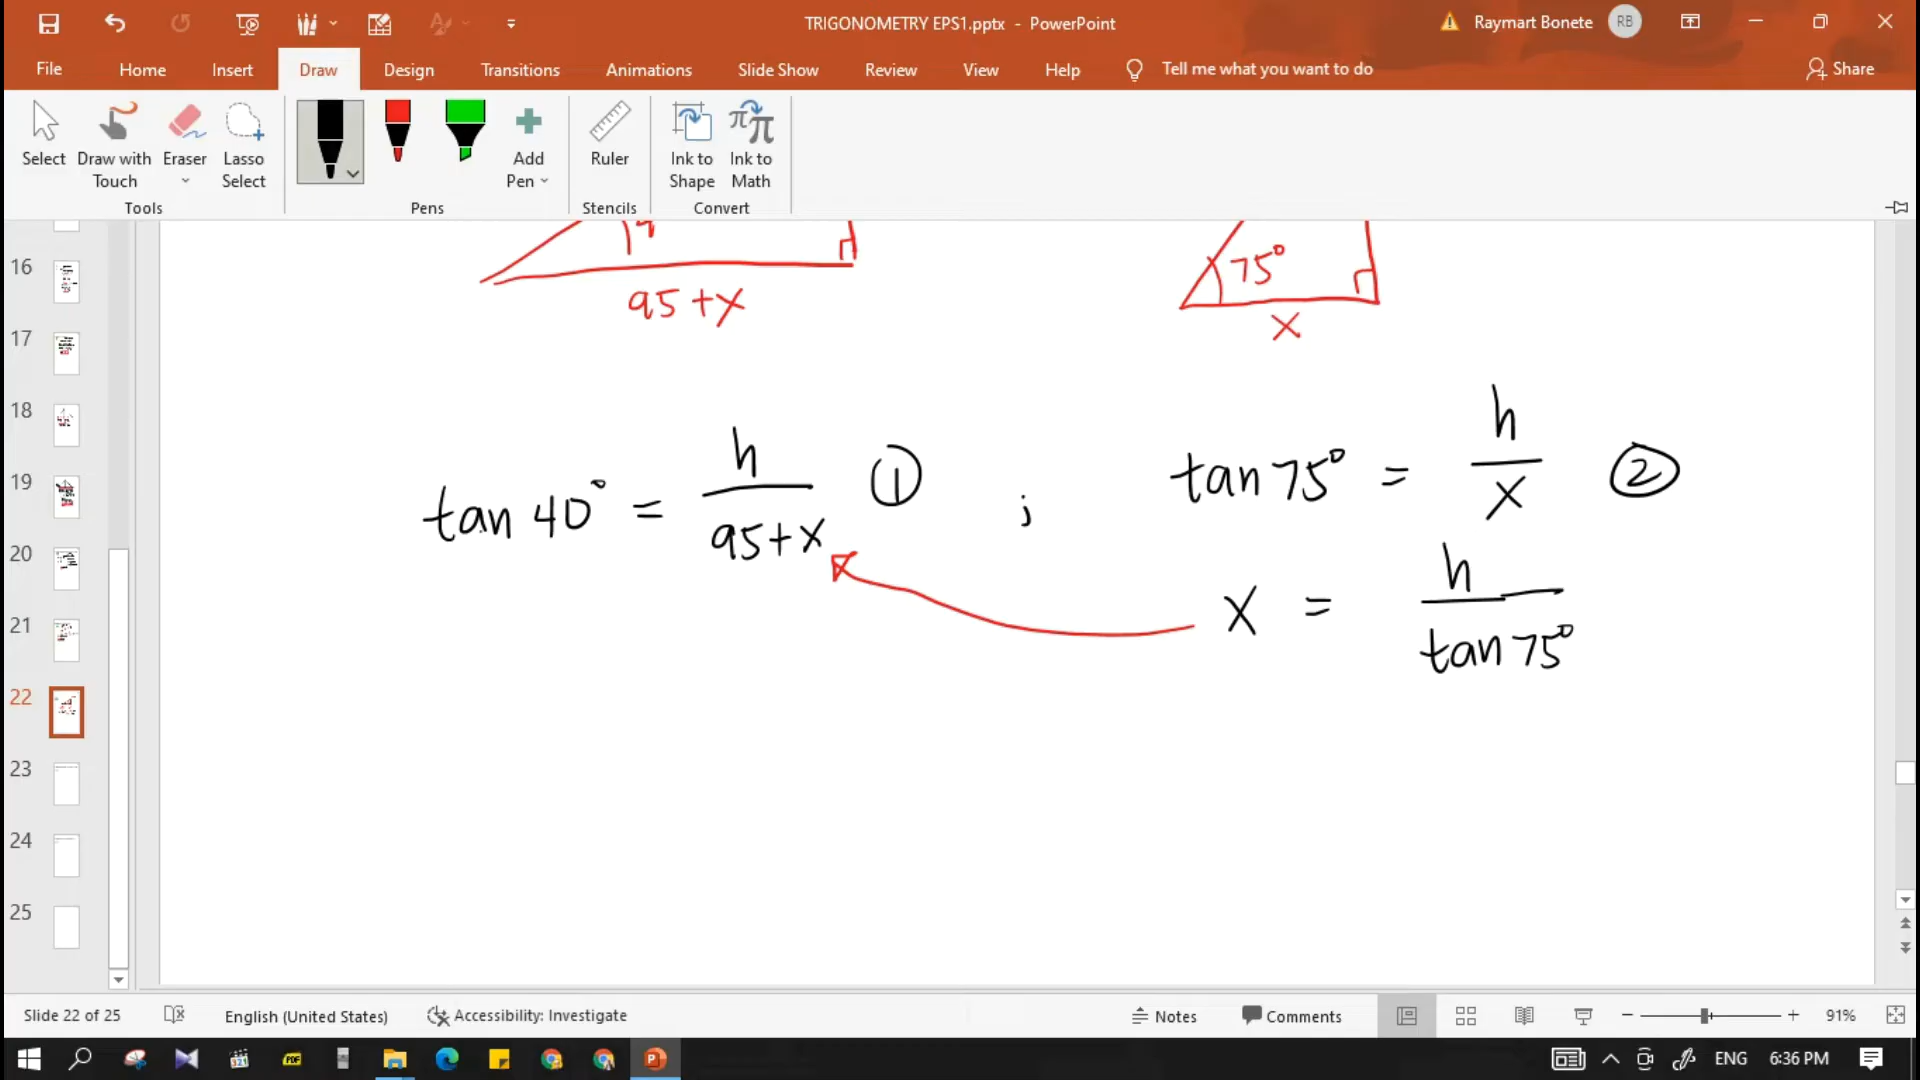 TRIGONOMETRY EPS1.pptx - PowerPoint
Raymart Bonete
RB
File
Home
Insert
Draw
Design
Transitions
Animations
Slide Show
Review
View
Help
Tell me what you want to do
Share
Select
Draw with Touch
Eraser
Lasso Select
Add Pen
Ruler
Ink to Shape
Ink to Math
Tools
Pens
Stencils
Convert
16
17
18
19
20
21
22
23
24
25
75°
95+x
x
tan 40° = h / 95+x ① ; tan 75° = h / x ②
x = h / tan 75°
Slide 22 of 25
English (United States)
Accessibility: Investigate
Notes
Comments
91%
ENG
6:36 PM